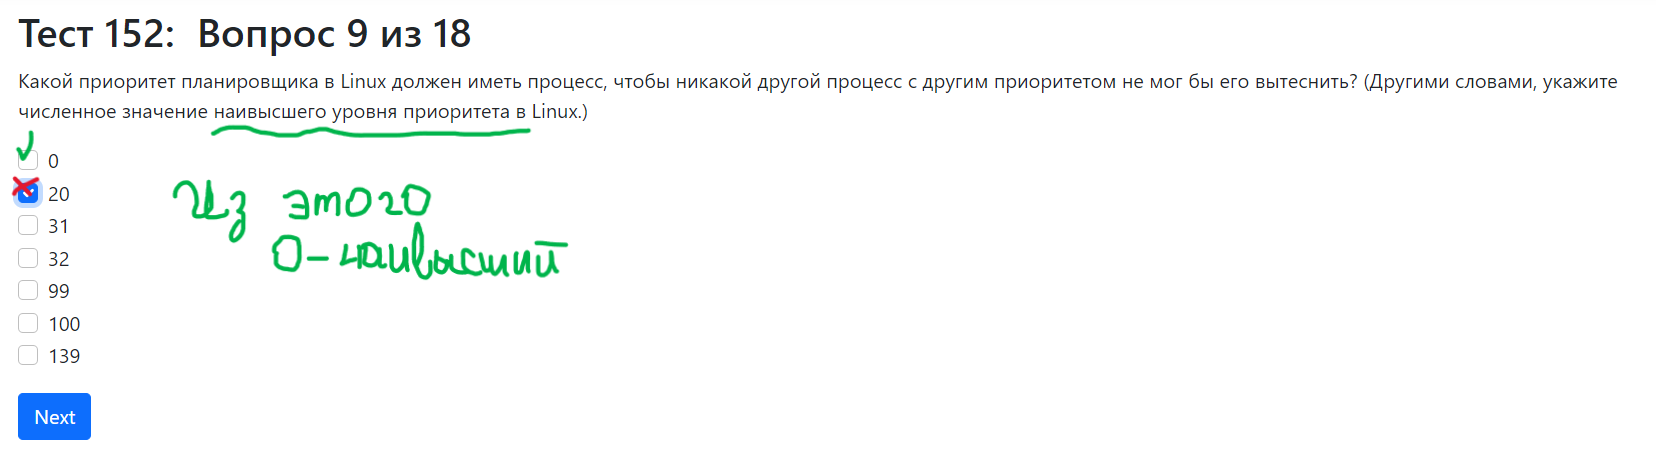 Тест 152: Вопрос 9 из 18
Какой приоритет планировщика в Linux должен иметь процесс, чтобы никакой другой процесс с другим приоритетом не мог бы его вытеснить? (Другими словами, укажите
численное значение наивысшего уровня приоритета в Linux.)
0
20
31
32
99
100
139
Из этого
0-наивысший
Next